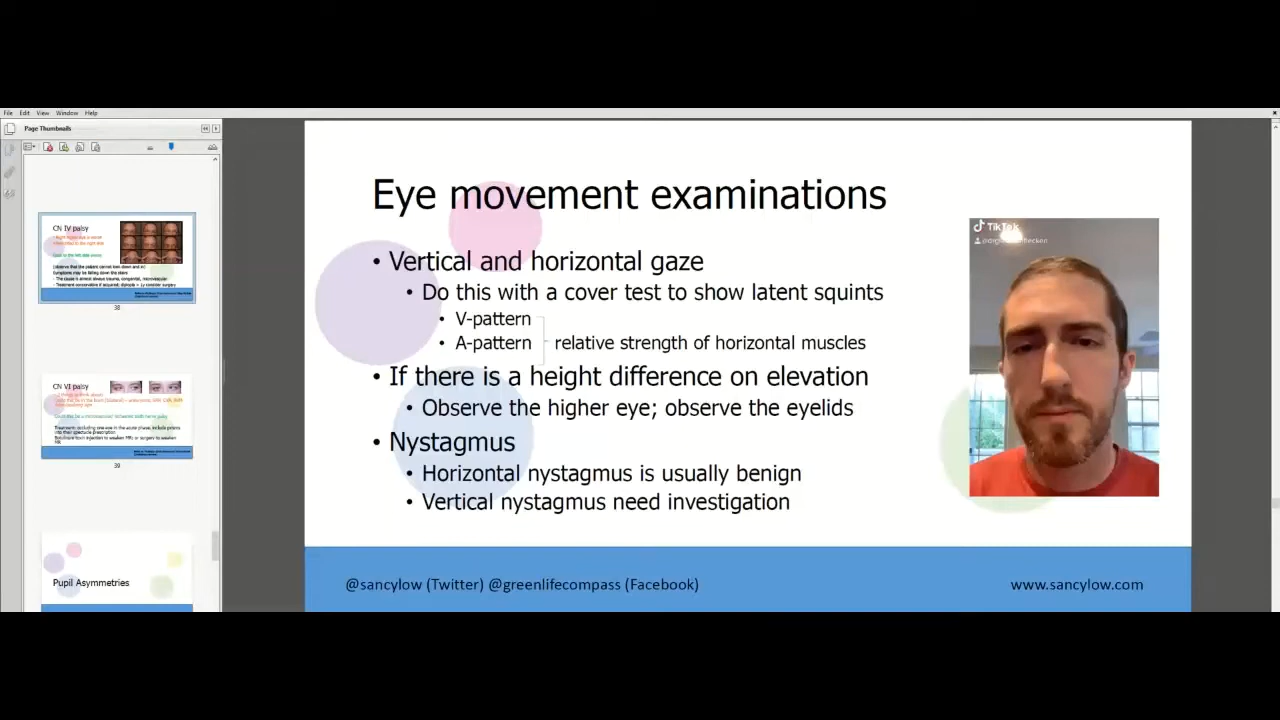 File Edit View Window Help
Page Thumbnails
CN IV palsy
38
CN VI palsy
39
Pupil Asymmetries
Eye movement examinations
• Vertical and horizontal gaze
• Do this with a cover test to show latent squints
• V-pattern
• A-pattern relative strength of horizontal muscles
• If there is a height difference on elevation
• Observe the higher eye; observe the eyelids
• Nystagmus
• Horizontal nystagmus is usually benign
• Vertical nystagmus need investigation
TikTok
@sancylow (Twitter) @greenlifecompass (Facebook)
www.sancylow.com